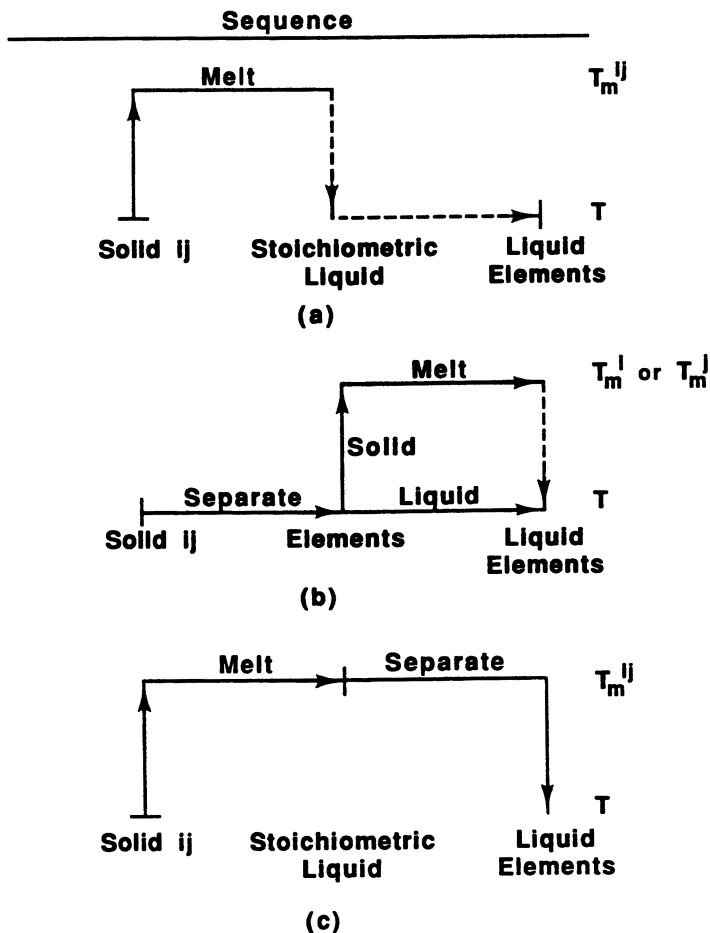 Sequence
Melt
T_m^ij
T
Solid ij
Stoichiometric
Liquid
Liquid
Elements
(a)
Melt
T_m^i or T_m^j
Solid
Separate
Liquid
T
Solid ij
Elements
Liquid
Elements
(b)
Melt
Separate
T_m^ij
T
Solid ij
Stoichiometric
Liquid
Liquid
Elements
(c)